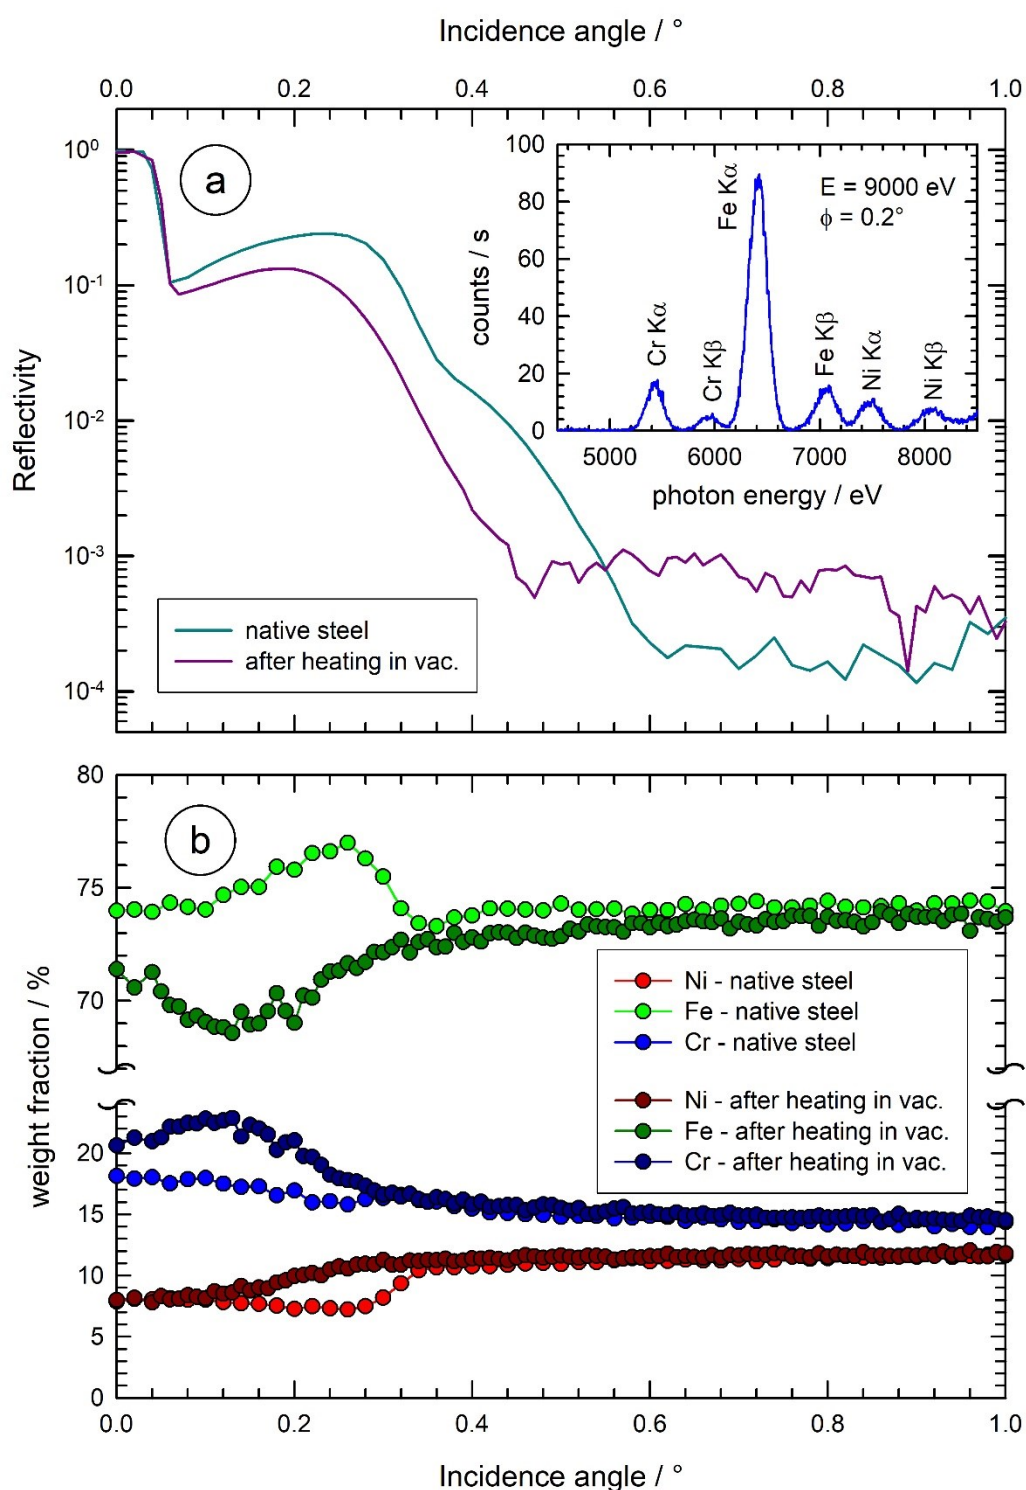 Incidence angle / °
0.0 0.2 0.4 0.6 0.8 1.0
Reflectivity
10⁰
10⁻¹
10⁻²
10⁻³
10⁻⁴
a
counts / s
100
80
60
40
20
0
Cr Kα
Cr Kβ
Fe Kα
Fe Kβ
Ni Kα
Ni Kβ
E = 9000 eV
ϕ = 0.2°
5000 6000 7000 8000
photon energy / eV
native steel
after heating in vac.
weight fraction / %
80
75
70
20
15
10
5
0
b
Ni - native steel
Fe - native steel
Cr - native steel
Ni - after heating in vac.
Fe - after heating in vac.
Cr - after heating in vac.
0.0 0.2 0.4 0.6 0.8 1.0
Incidence angle / °